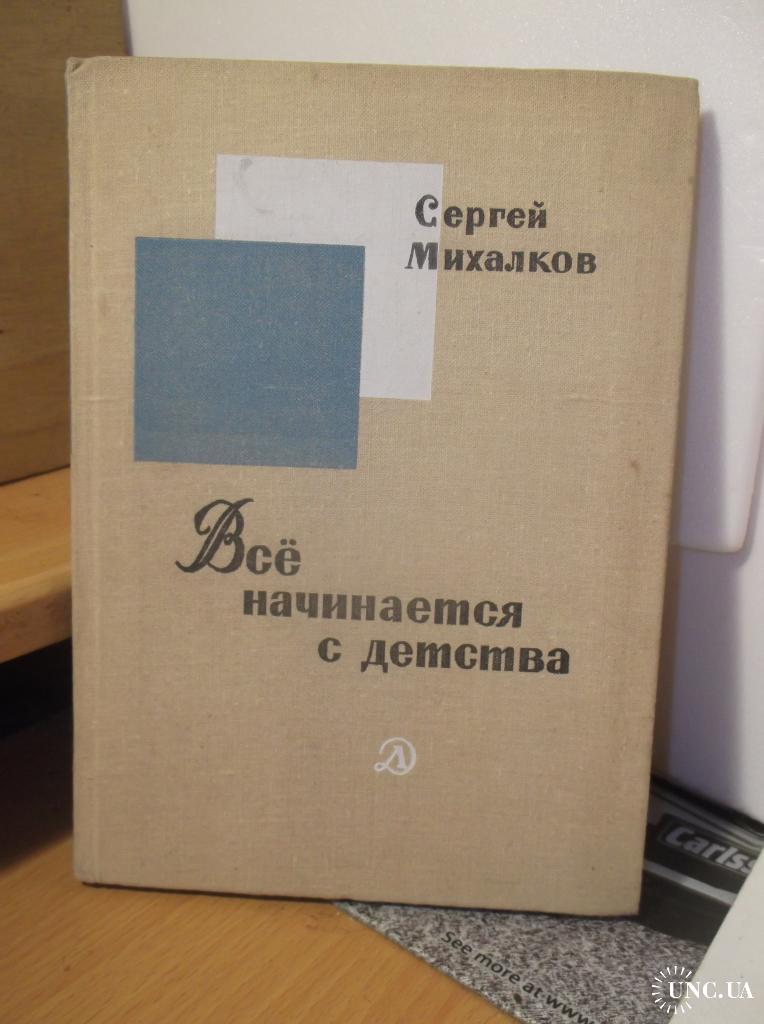 Сергей
Михалков
Всё
начинается
с детства
Д
See more at www
UNC.UA